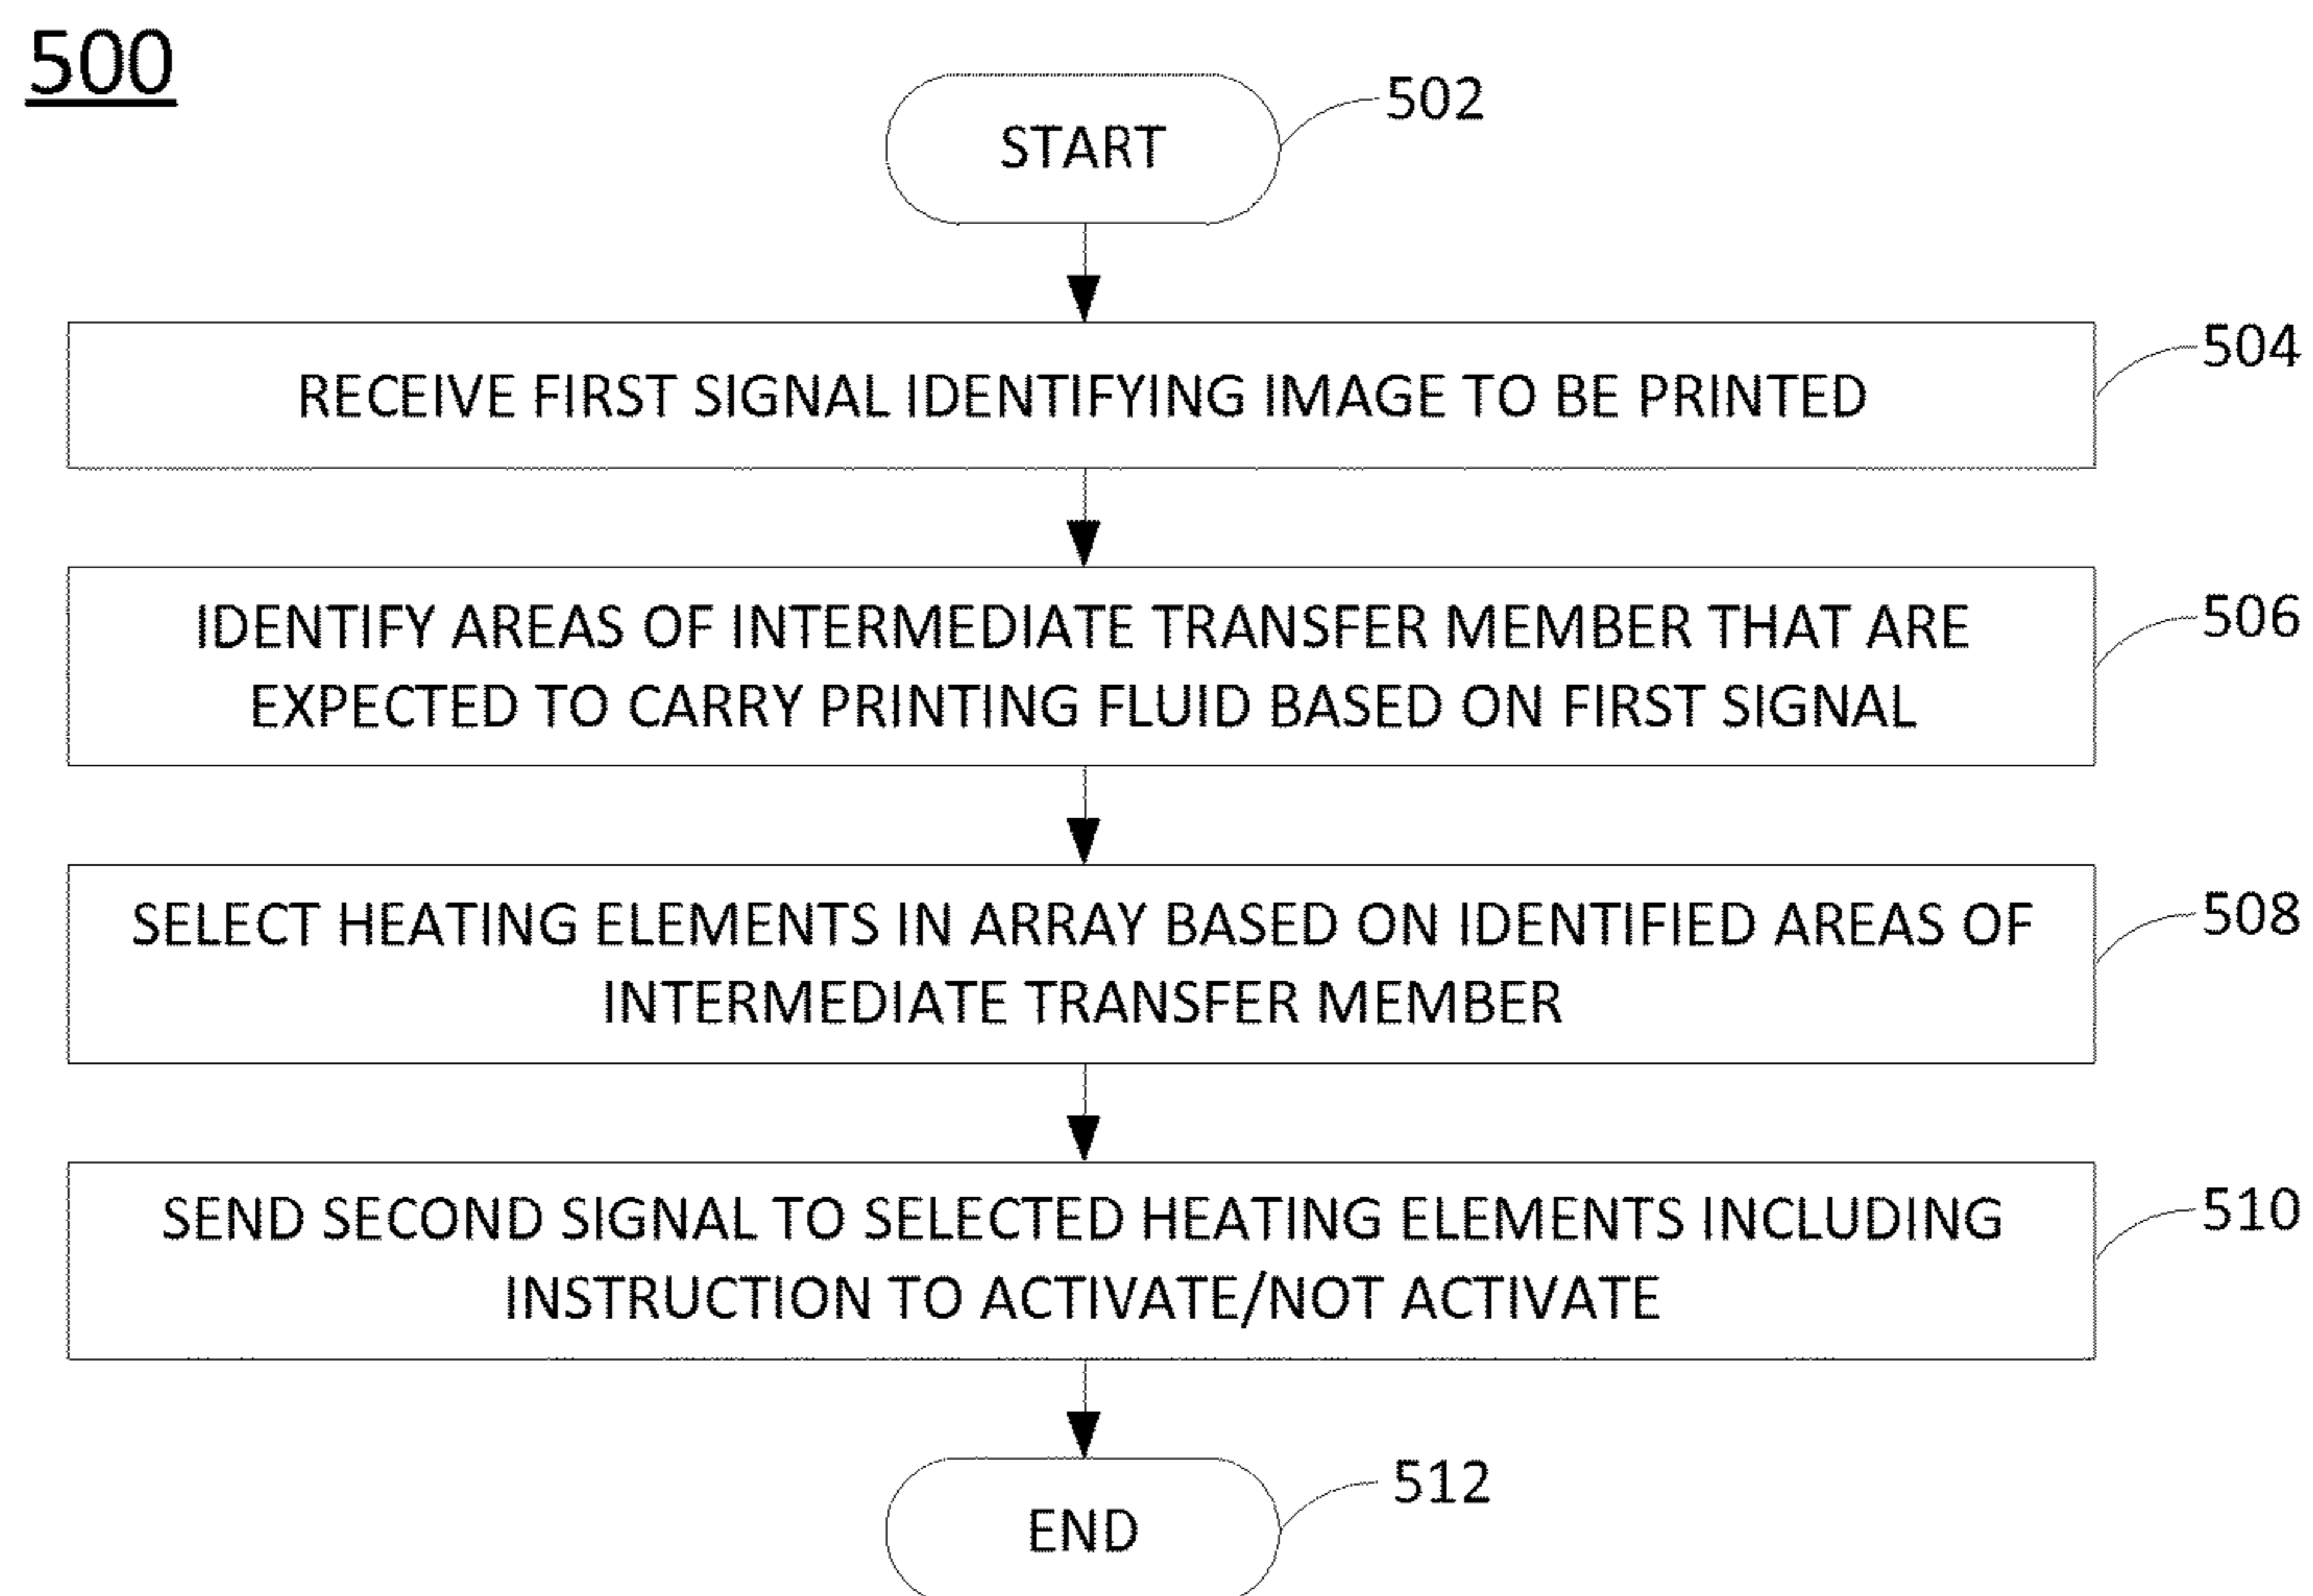 500
START
502
RECEIVE FIRST SIGNAL IDENTIFYING IMAGE TO BE PRINTED
504
IDENTIFY AREAS OF INTERMEDIATE TRANSFER MEMBER THAT ARE
EXPECTED TO CARRY PRINTING FLUID BASED ON FIRST SIGNAL
506
SELECT HEATING ELEMENTS IN ARRAY BASED ON IDENTIFIED AREAS OF
INTERMEDIATE TRANSFER MEMBER
508
SEND SECOND SIGNAL TO SELECTED HEATING ELEMENTS INCLUDING
INSTRUCTION TO ACTIVATE/NOT ACTIVATE
510
END
512